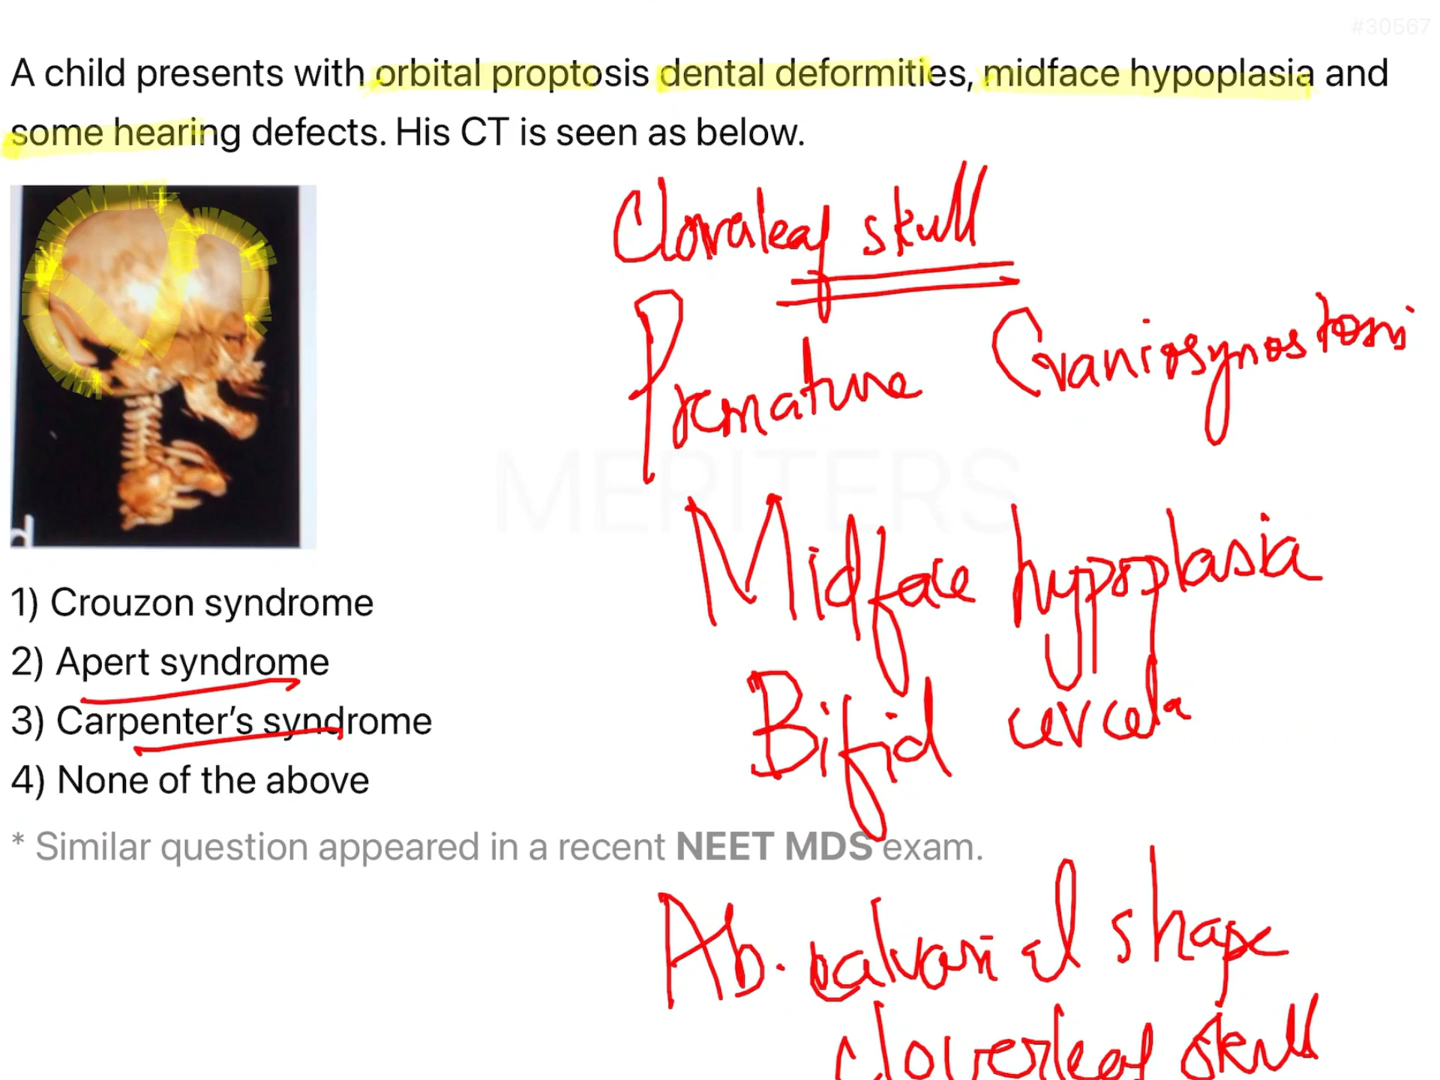 #30567
A child presents with orbital proptosis dental deformities, midface hypoplasia and
some hearing defects. His CT is seen as below.
Clovaleaf skull
Premature Craniosynostosis
MERITERS
Midface hypoplasia
Bifid
d
1) Crouzon syndrome
2) Apert syndrome
3) Carpenter's syndrome
4) None of the above
* Similar question appeared in a recent NEET MDS exam.
Ab. calvarial shape
cloverleaf skull